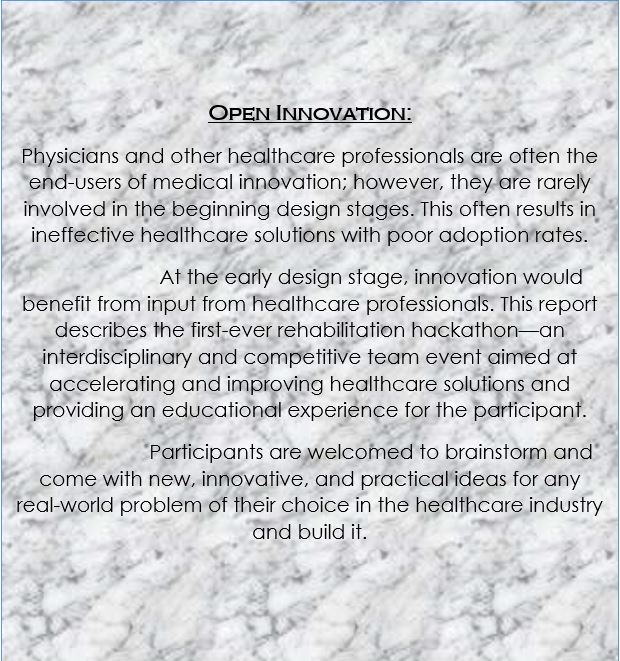 OPEN INNOVATION:
Physicians and other healthcare professionals are often the
end-users of medical innovation; however, they are rarely
involved in the beginning design stages. This often results in
ineffective healthcare solutions with poor adoption rates.
At the early design stage, innovation would
benefit from input from healthcare professionals. This report
describes the first-ever rehabilitation hackathon—an
interdisciplinary and competitive team event aimed at
accelerating and improving healthcare solutions and
providing an educational experience for the participant.
Participants are welcomed to brainstorm and
come with new, innovative, and practical ideas for any
real-world problem of their choice in the healthcare industry
and build it.